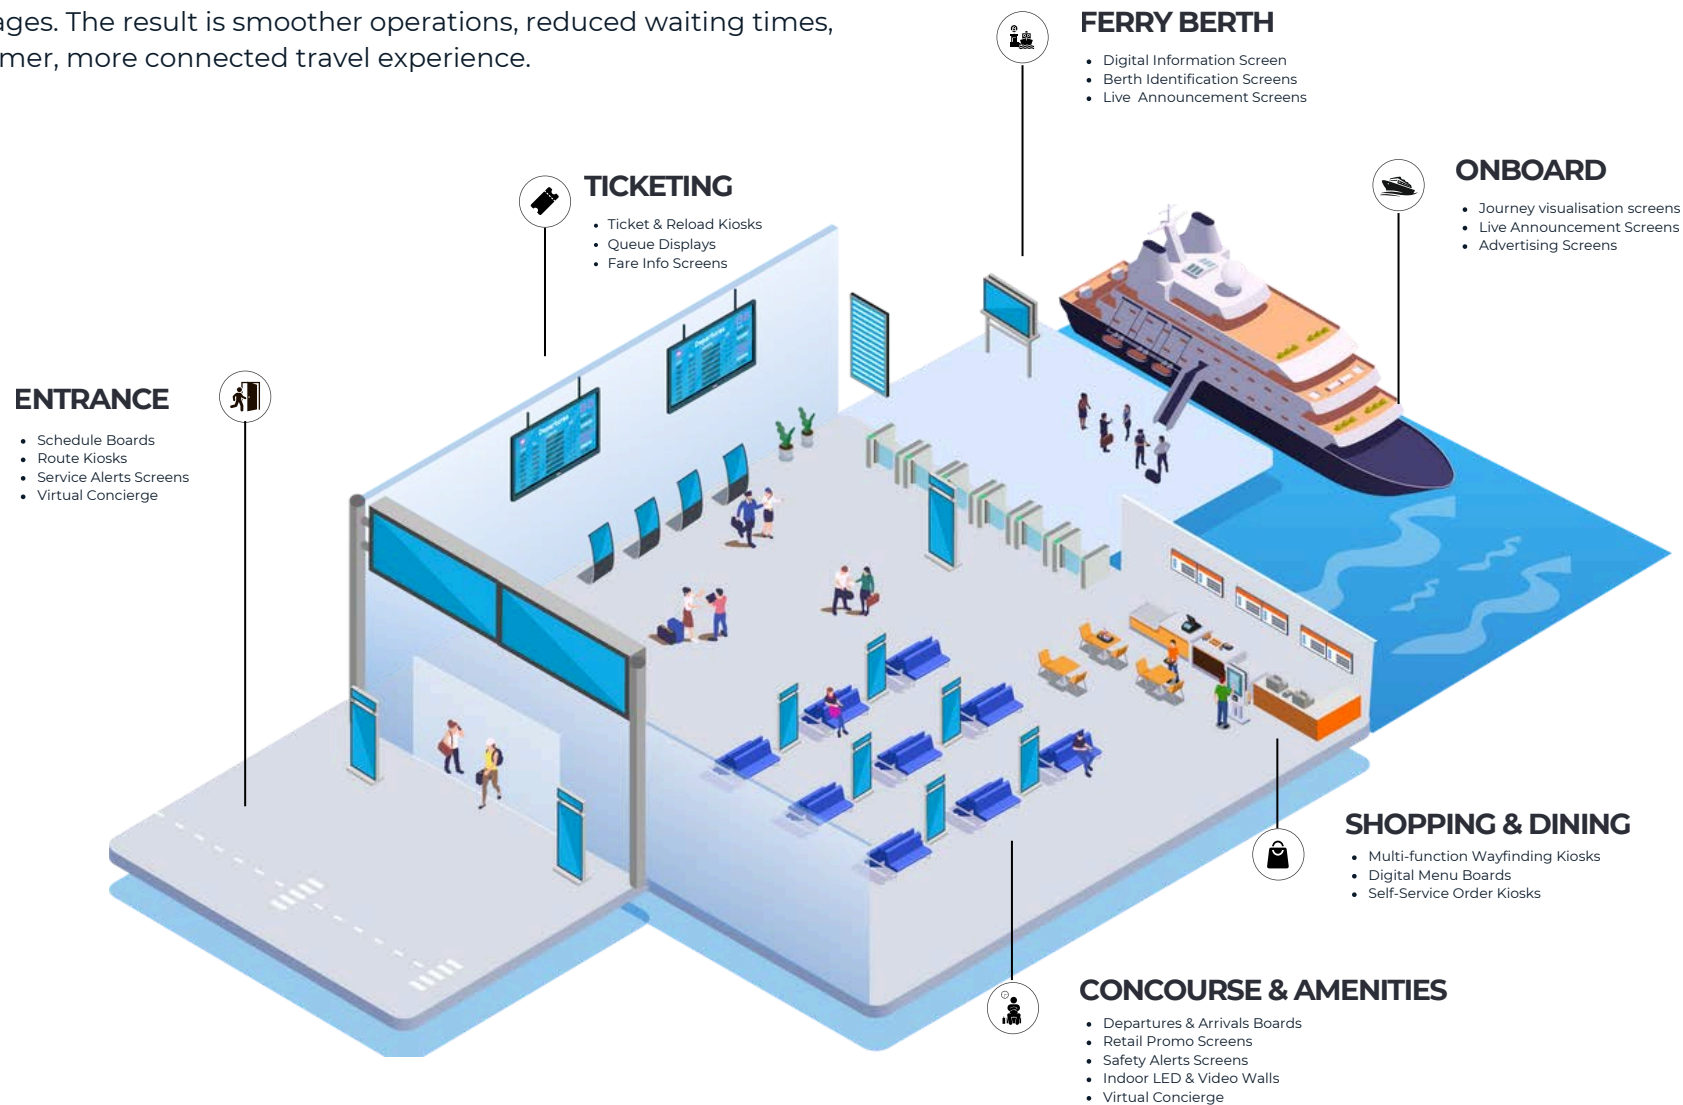 ages. The result is smoother operations, reduced waiting times,
mer, more connected travel experience.
FERRY BERTH
• Digital Information Screen
• Berth Identification Screens
• Live Announcement Screens
ONBOARD
• Journey visualisation screens
• Live Announcement Screens
• Advertising Screens
TICKETING
• Ticket & Reload Kiosks
• Queue Displays
• Fare Info Screens
ENTRANCE
• Schedule Boards
• Route Kiosks
• Service Alerts Screens
• Virtual Concierge
Departures
Departures
SHOPPING & DINING
• Multi-function Wayfinding Kiosks
• Digital Menu Boards
• Self-Service Order Kiosks
CONCOURSE & AMENITIES
• Departures & Arrivals Boards
• Retail Promo Screens
• Safety Alerts Screens
• Indoor LED & Video Walls
• Virtual Concierge